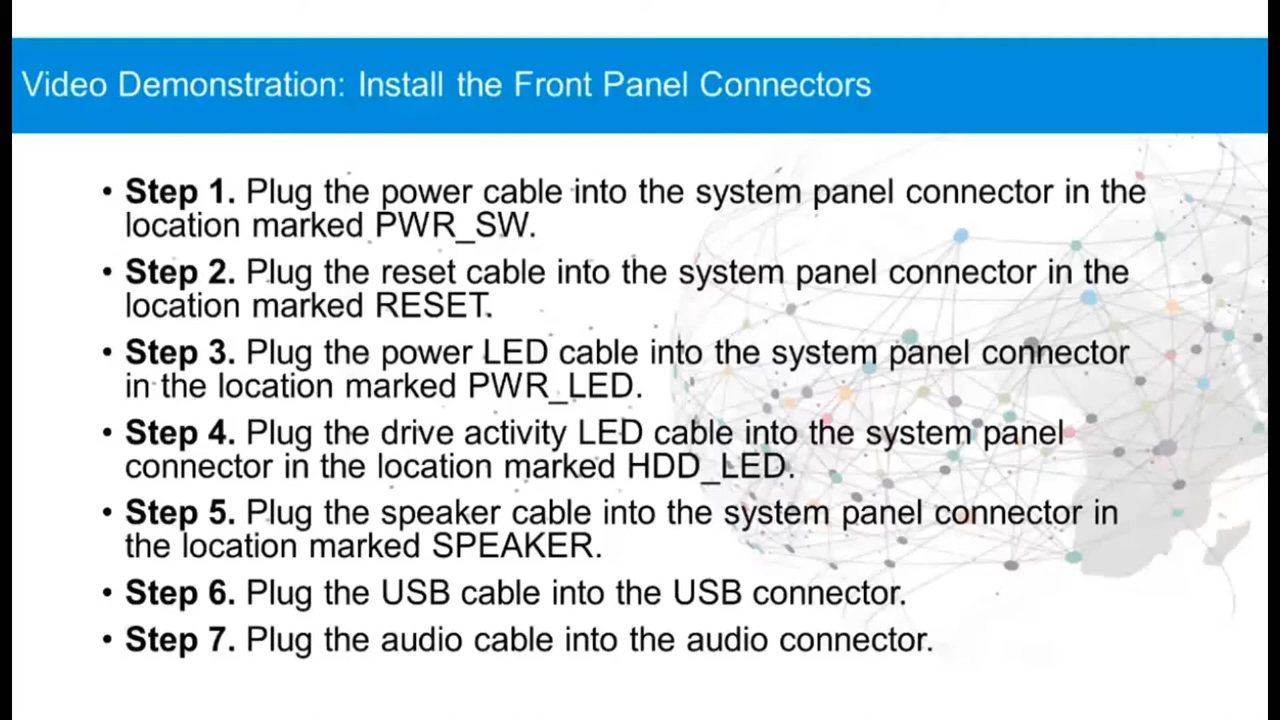 Video Demonstration: Install the Front Panel Connectors
• Step 1. Plug the power cable into the system panel connector in the
location marked PWR_SW.
• Step 2. Plug the reset cable into the system panel connector in the
location marked RESET.
• Step 3. Plug the power LED cable into the system panel connector
in the location marked PWR_LED.
• Step 4. Plug the drive activity LED cable into the system panel
connector in the location marked HDD_LED.
• Step 5. Plug the speaker cable into the system panel connector in
the location marked SPEAKER.
• Step 6. Plug the USB cable into the USB connector.
• Step 7. Plug the audio cable into the audio connector.